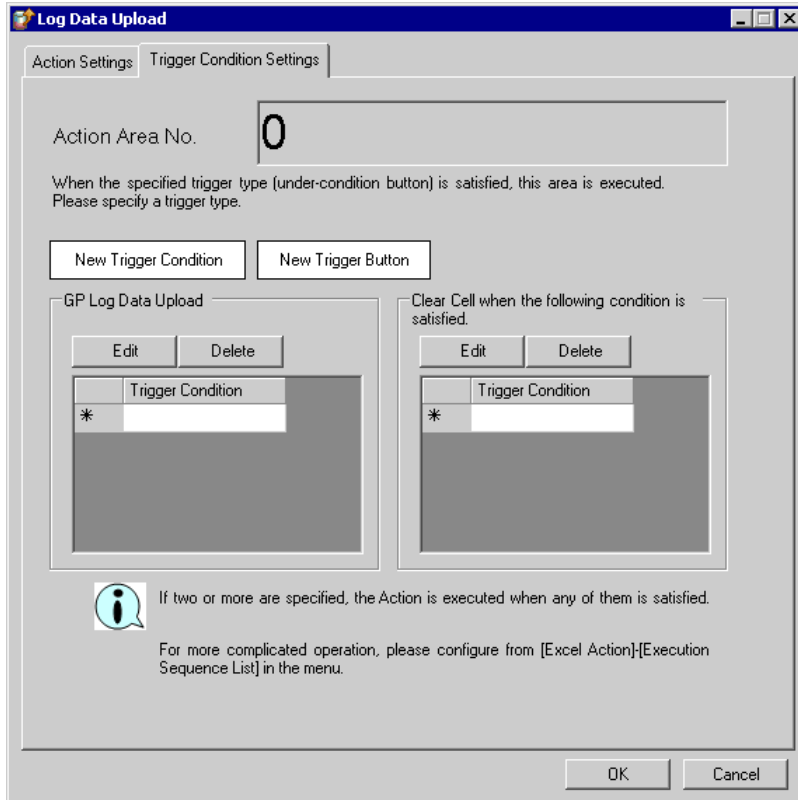 Log Data Upload
Action Settings
Trigger Condition Settings
Action Area No.
0
When the specified trigger type (under-condition button) is satisfied, this area is executed.
Please specify a trigger type.
New Trigger Condition
New Trigger Button
GP Log Data Upload
Edit
Delete
Trigger Condition
*
Clear Cell when the following condition is
satisfied.
Edit
Delete
Trigger Condition
*
If two or more are specified, the Action is executed when any of them is satisfied.
For more complicated operation, please configure from [Excel Action]-[Execution
Sequence List] in the menu.
OK
Cancel